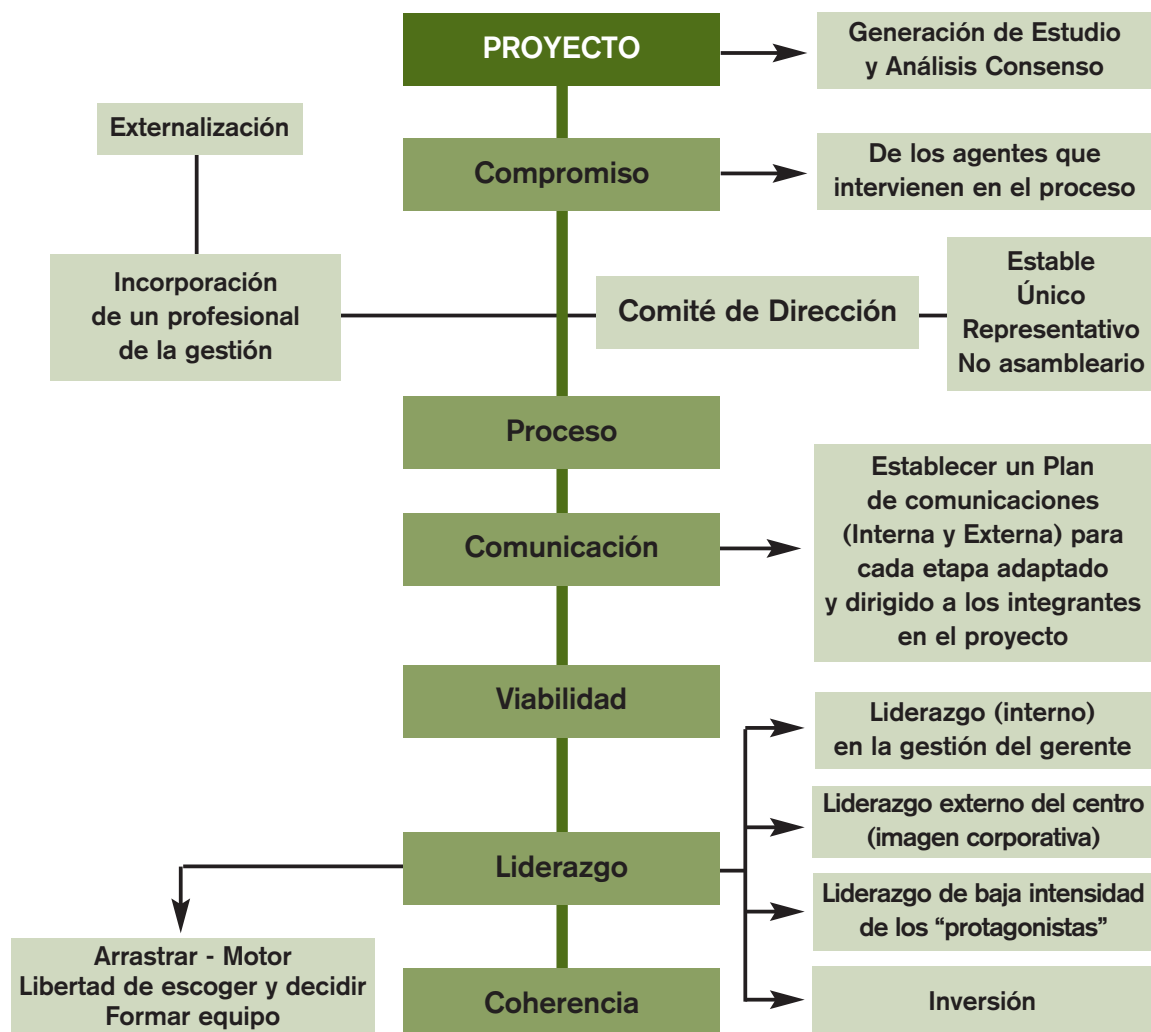 PROYECTO
Generación de Estudio
y Análisis Consenso
Externalización
Compromiso
De los agentes que
intervienen en el proceso
Incorporación
de un profesional
de la gestión
Comité de Dirección
Estable
Único
Representativo
No asambleario
Proceso
Comunicación
Establecer un Plan
de comunicaciones
(Interna y Externa) para
cada etapa adaptado
y dirigido a los integrantes
en el proyecto
Viabilidad
Liderazgo (interno)
en la gestión del gerente
Liderazgo externo del centro
(imagen corporativa)
Liderazgo
Liderazgo de baja intensidad
de los “protagonistas”
Arrastrar - Motor
Libertad de escoger y decidir
Formar equipo
Coherencia
Inversión